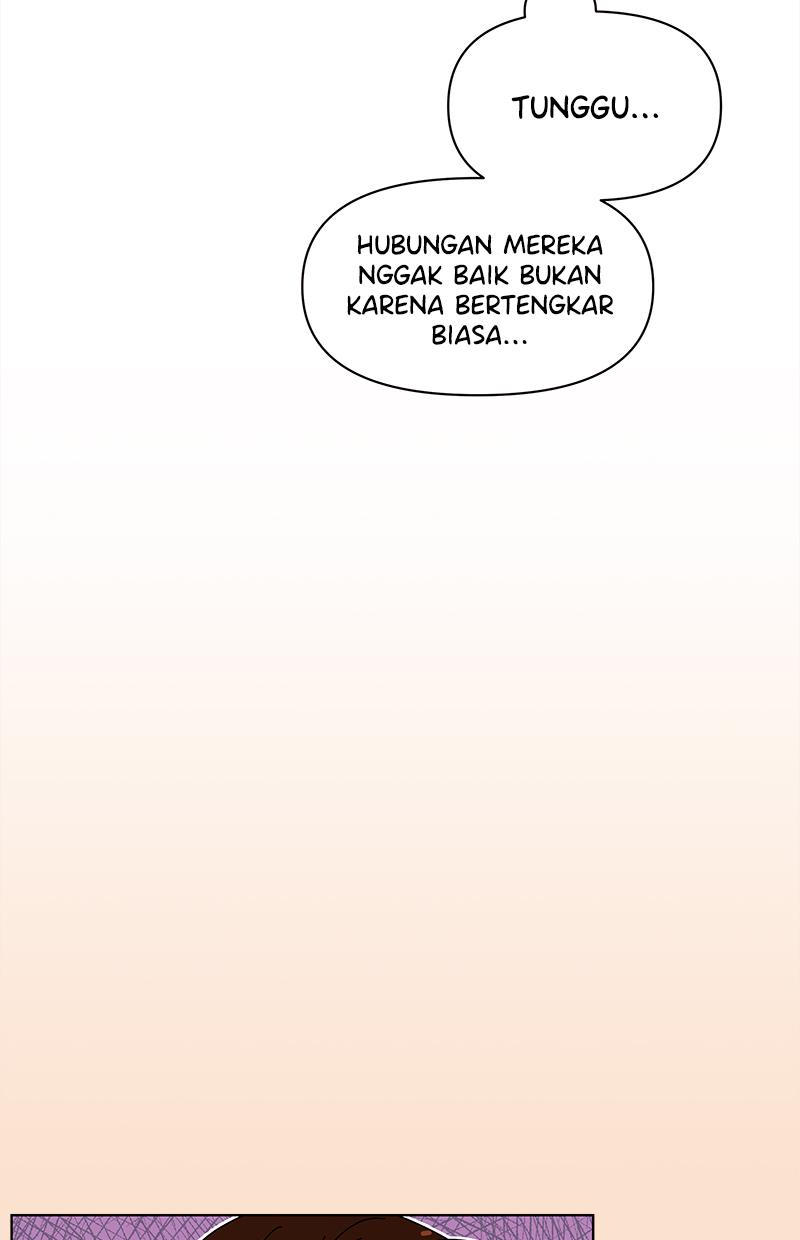 TUNGGU...
HUBUNGAN MEREKA
NGGAK BAIK BUKAN
KARENA BERTENGKAR
BIASA...